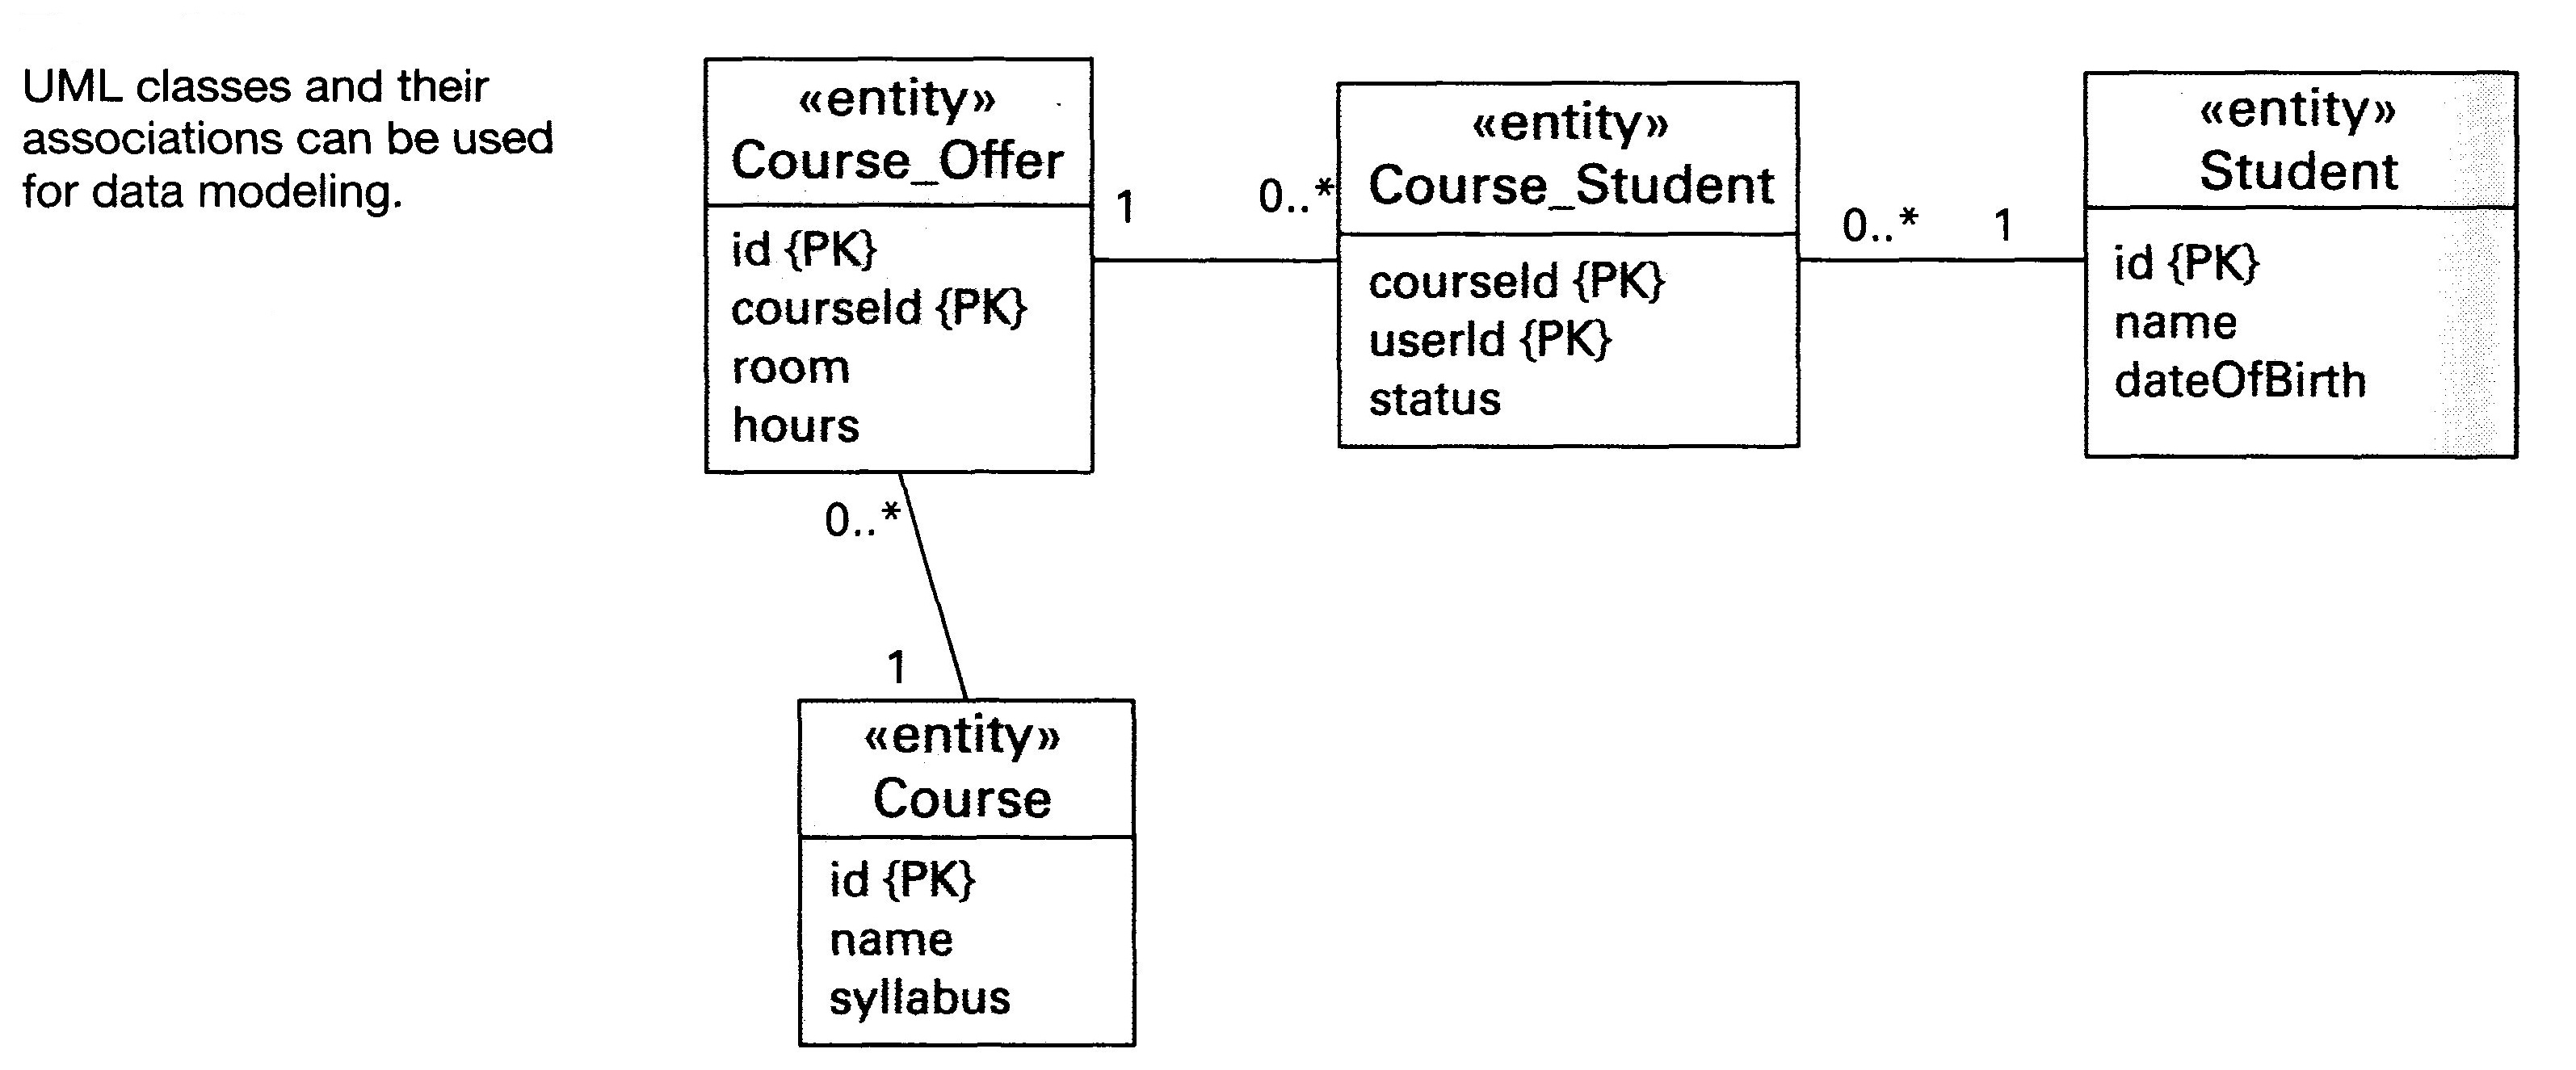 UML classes and their
associations can be used
for data modeling.
«entity»
Course_Offer
id {PK}
courseId {PK}
room
hours
1
0..*
«entity»
Course_Student
courseId {PK}
userId {PK}
status
0..*
1
«entity»
Student
id {PK}
name
dateOfBirth
0..*
1
«entity»
Course
id {PK}
name
syllabus